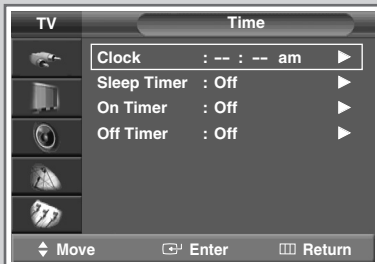 TV Time
Clock : -- : -- am ▶
Sleep Timer : Off ▶
On Timer : Off ▶
Off Timer : Off ▶
Move Enter Return